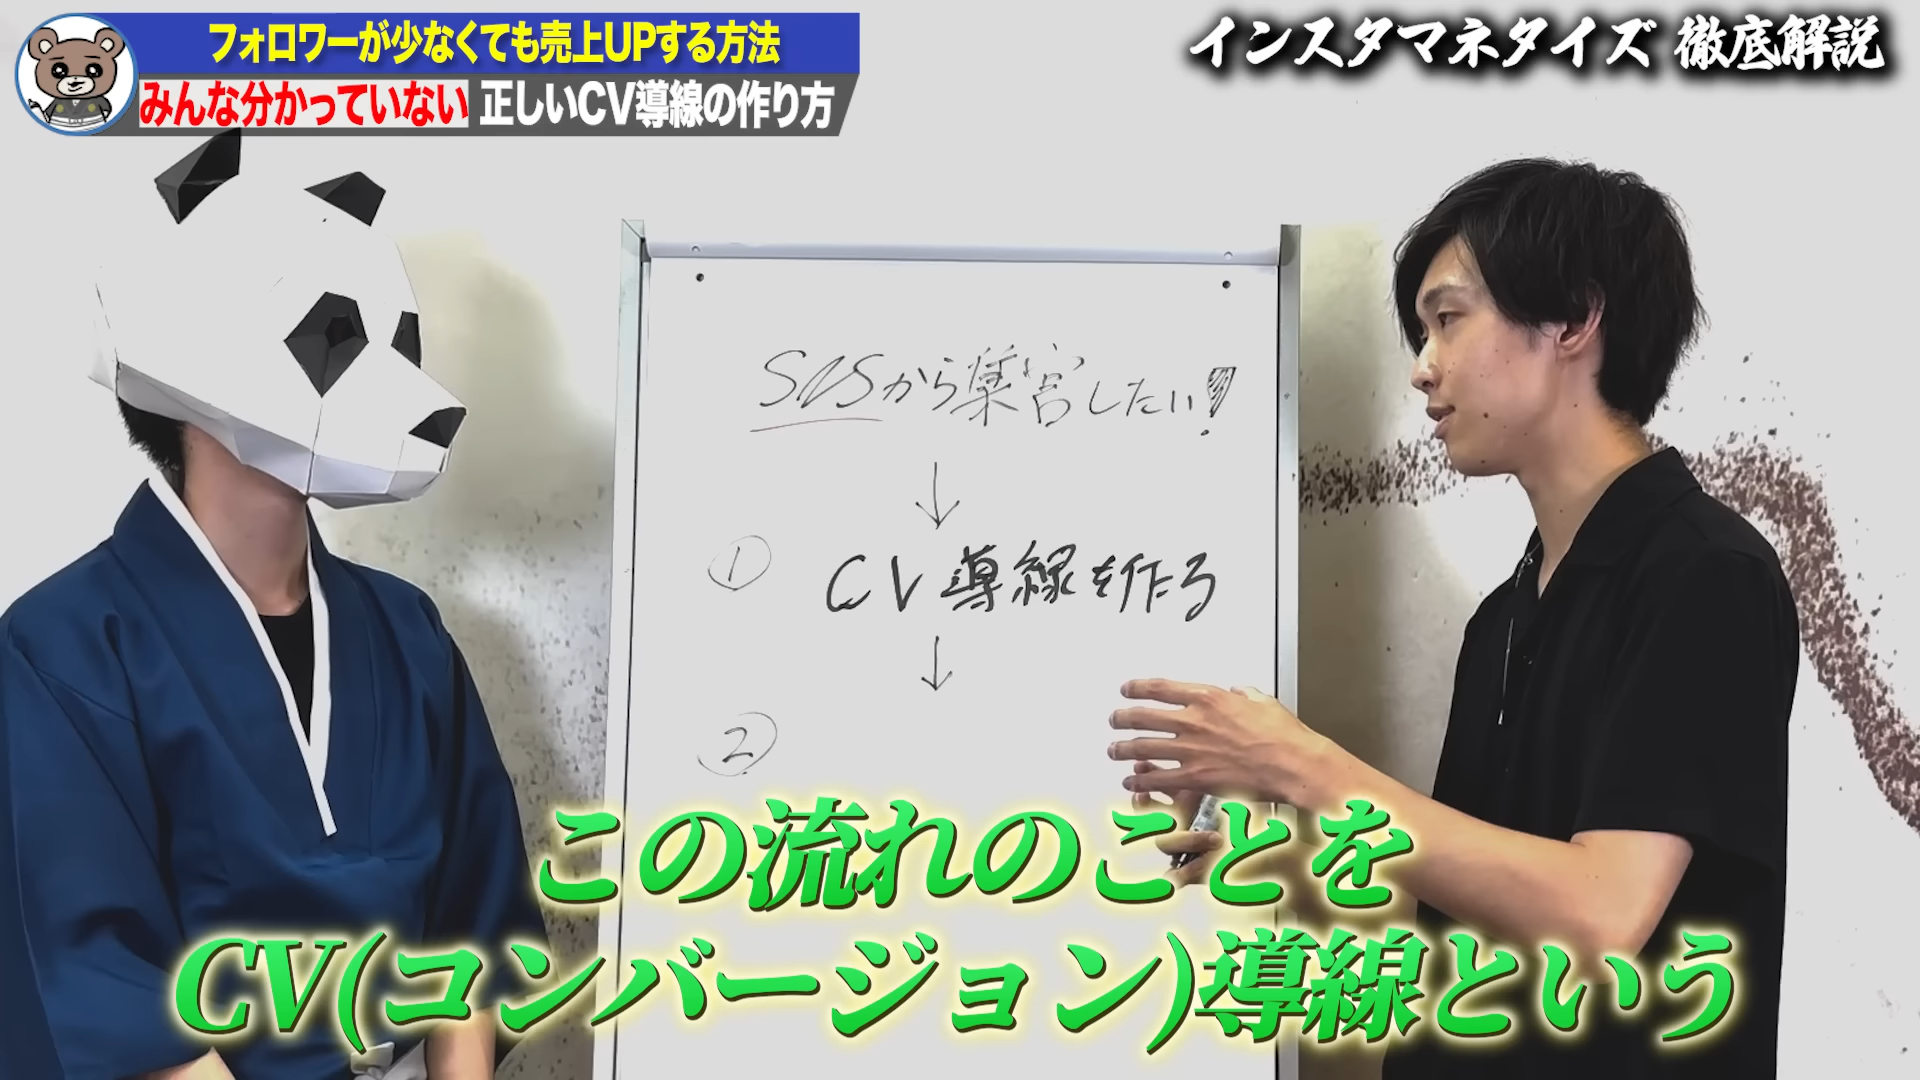 フォロワーが少なくても売上UPする方法
みんな分かっていない 正しいCV導線の作り方
インスタマネタイズ 徹底解説
SNSから集客したい!
↓
① CV導線を作る
↓
②
この流れのことを
CV(コンバージョン)導線という